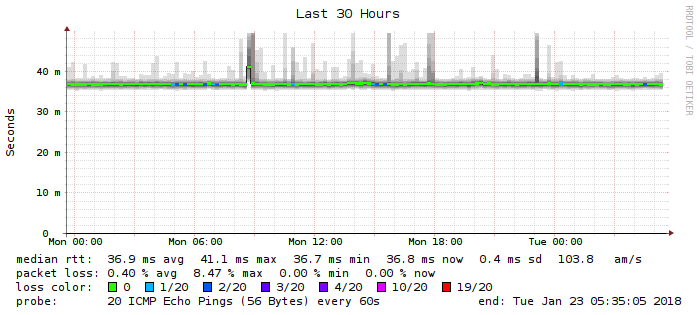 Last 30 Hours
RRDTOOL / TOBI OETIKER
Seconds
40 m
30 m
20 m
10 m
0
Mon 00:00 Mon 06:00 Mon 12:00 Mon 18:00 Tue 00:00
median rtt: 36.9 ms avg 41.1 ms max 36.7 ms min 36.8 ms now 0.4 ms sd 103.8 am/s
packet loss: 0.40 % avg 8.47 % max 0.00 % min 0.00 % now
loss color: 0 1/20 2/20 3/20 4/20 10/20 19/20
probe: 20 ICMP Echo Pings (56 Bytes) every 60s end: Tue Jan 23 05:35:05 2018